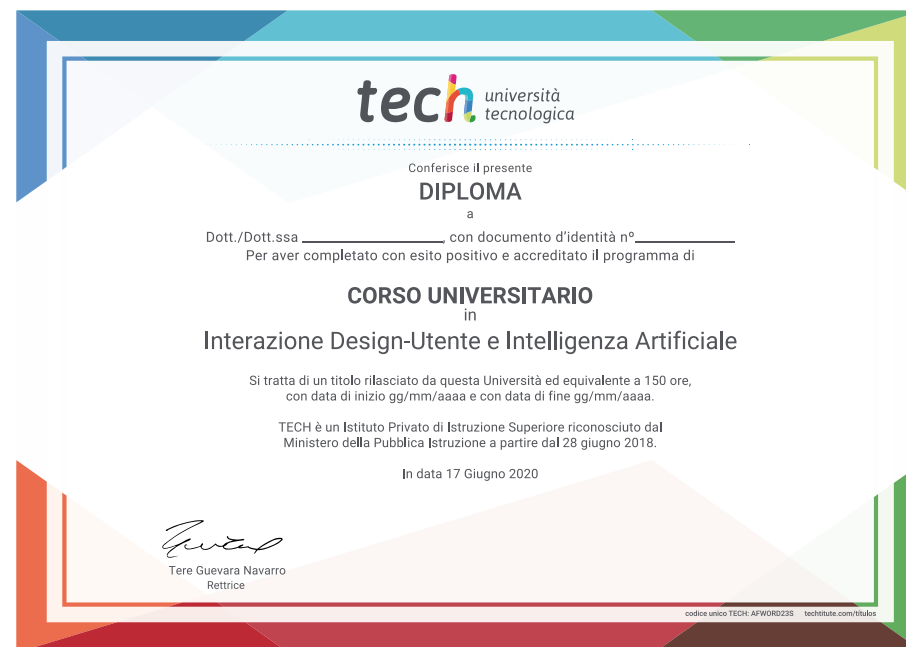 tech università
tecnologica
Conferisce il presente
DIPLOMA
a
Dott./Dott.ssa ____________________, con documento d'identità nº______________
Per aver completato con esito positivo e accreditato il programma di
CORSO UNIVERSITARIO
in
Interazione Design-Utente e Intelligenza Artificiale
Si tratta di un titolo rilasciato da questa Università ed equivalente a 150 ore,
con data di inizio gg/mm/aaaa e con data di fine gg/mm/aaaa.
TECH è un Istituto Privato di Istruzione Superiore riconosciuto dal
Ministero della Pubblica Istruzione a partire dal 28 giugno 2018.
In data 17 Giugno 2020
Tere Guevara Navarro
Rettrice
codice unico TECH: AFWORD23S techtitute.com/titulos